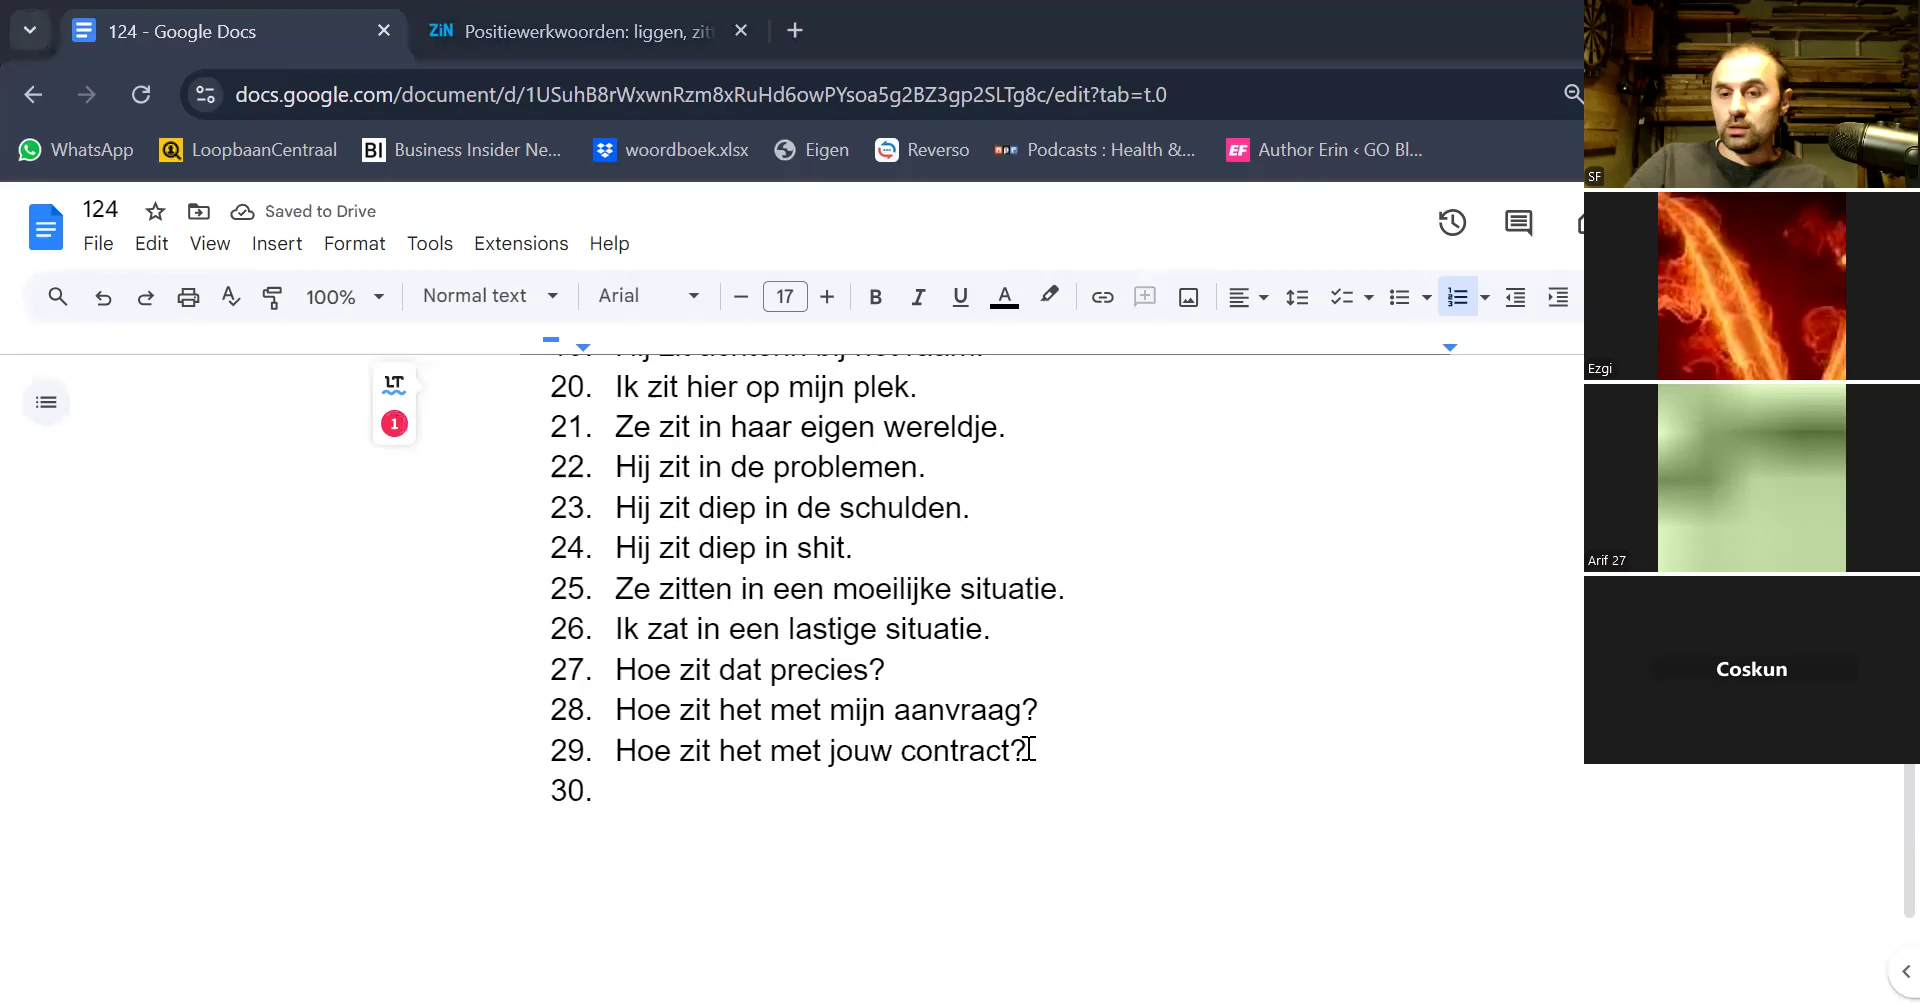 124 - Google Docs
ZiN Positiewerkwoorden: liggen, zit
docs.google.com/document/d/1USuhB8rWxwnRzm8xRuHd6owPYsoa5g2BZ3gp2SLTg8c/edit?tab=t.0
WhatsApp LoopbaanCentraal BI Business Insider Ne... woordboek.xlsx Eigen Reverso npr Podcasts : Health &... EF Author Erin ‹ GO Bl...
SF
124 Saved to Drive
File Edit View Insert Format Tools Extensions Help
100% Normal text Arial 17 B I U A
20. Ik zit hier op mijn plek.
21. Ze zit in haar eigen wereldje.
22. Hij zit in de problemen.
23. Hij zit diep in de schulden.
24. Hij zit diep in shit.
25. Ze zitten in een moeilijke situatie.
26. Ik zat in een lastige situatie.
27. Hoe zit dat precies?
28. Hoe zit het met mijn aanvraag?
29. Hoe zit het met jouw contract?
30.
LT
1
Ezgi
Arif 27
Coskun